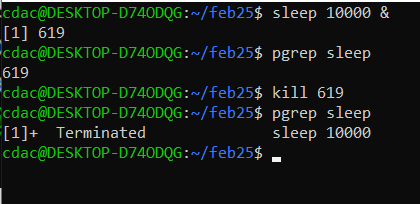 cdac@DESKTOP-D74ODQG:~/feb25$ sleep 10000 &
[1] 619
cdac@DESKTOP-D74ODQG:~/feb25$ pgrep sleep
619
cdac@DESKTOP-D74ODQG:~/feb25$ kill 619
cdac@DESKTOP-D74ODQG:~/feb25$ pgrep sleep
[1]+  Terminated              sleep 10000
cdac@DESKTOP-D74ODQG:~/feb25$